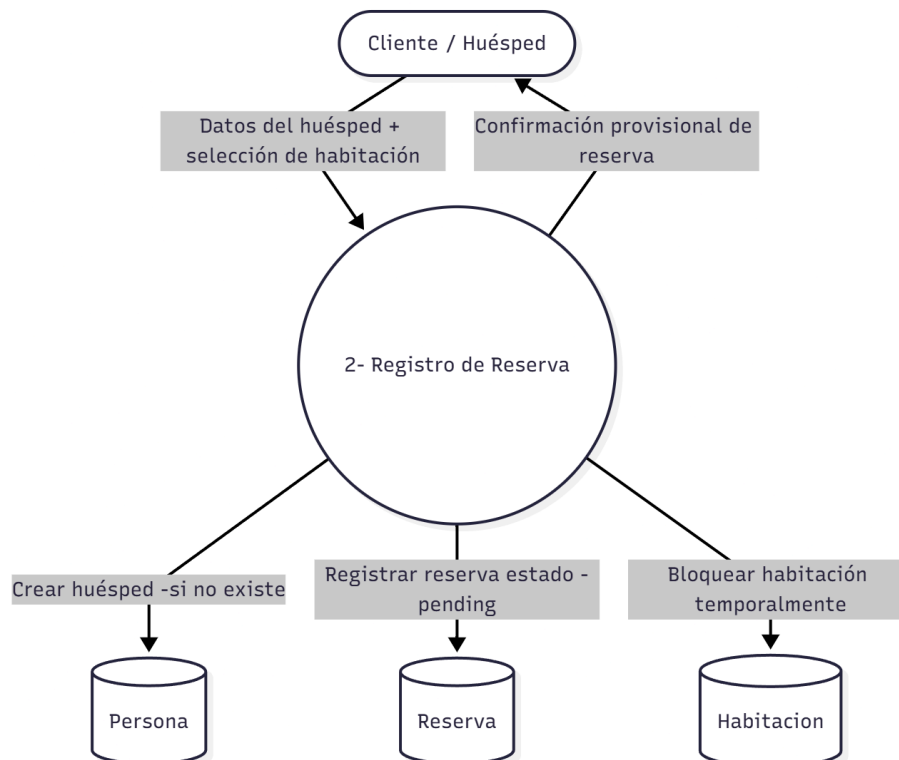 Cliente / Huésped
Datos del huésped +
selección de habitación
Confirmación provisional de
reserva
2- Registro de Reserva
Crear huésped -si no existe
Registrar reserva estado -
pending
Bloquear habitación
temporalmente
Persona
Reserva
Habitacion